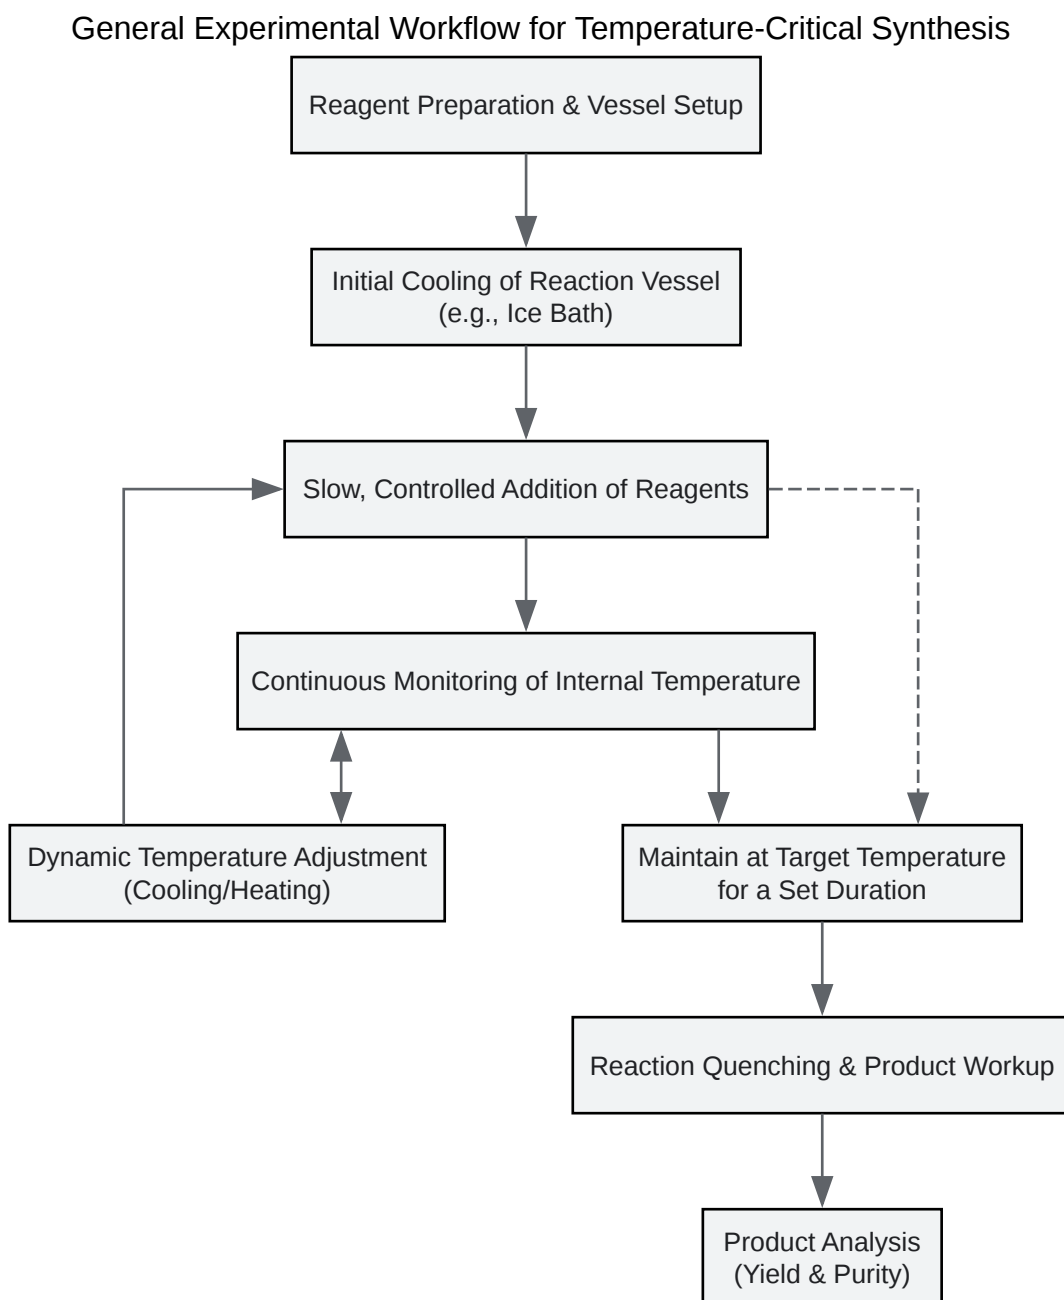 General Experimental Workflow for Temperature-Critical Synthesis
Reagent Preparation & Vessel Setup
Initial Cooling of Reaction Vessel
(e.g., Ice Bath)
Slow, Controlled Addition of Reagents
Continuous Monitoring of Internal Temperature
Dynamic Temperature Adjustment
(Cooling/Heating)
Maintain at Target Temperature
for a Set Duration
Reaction Quenching & Product Workup
Product Analysis
(Yield & Purity)